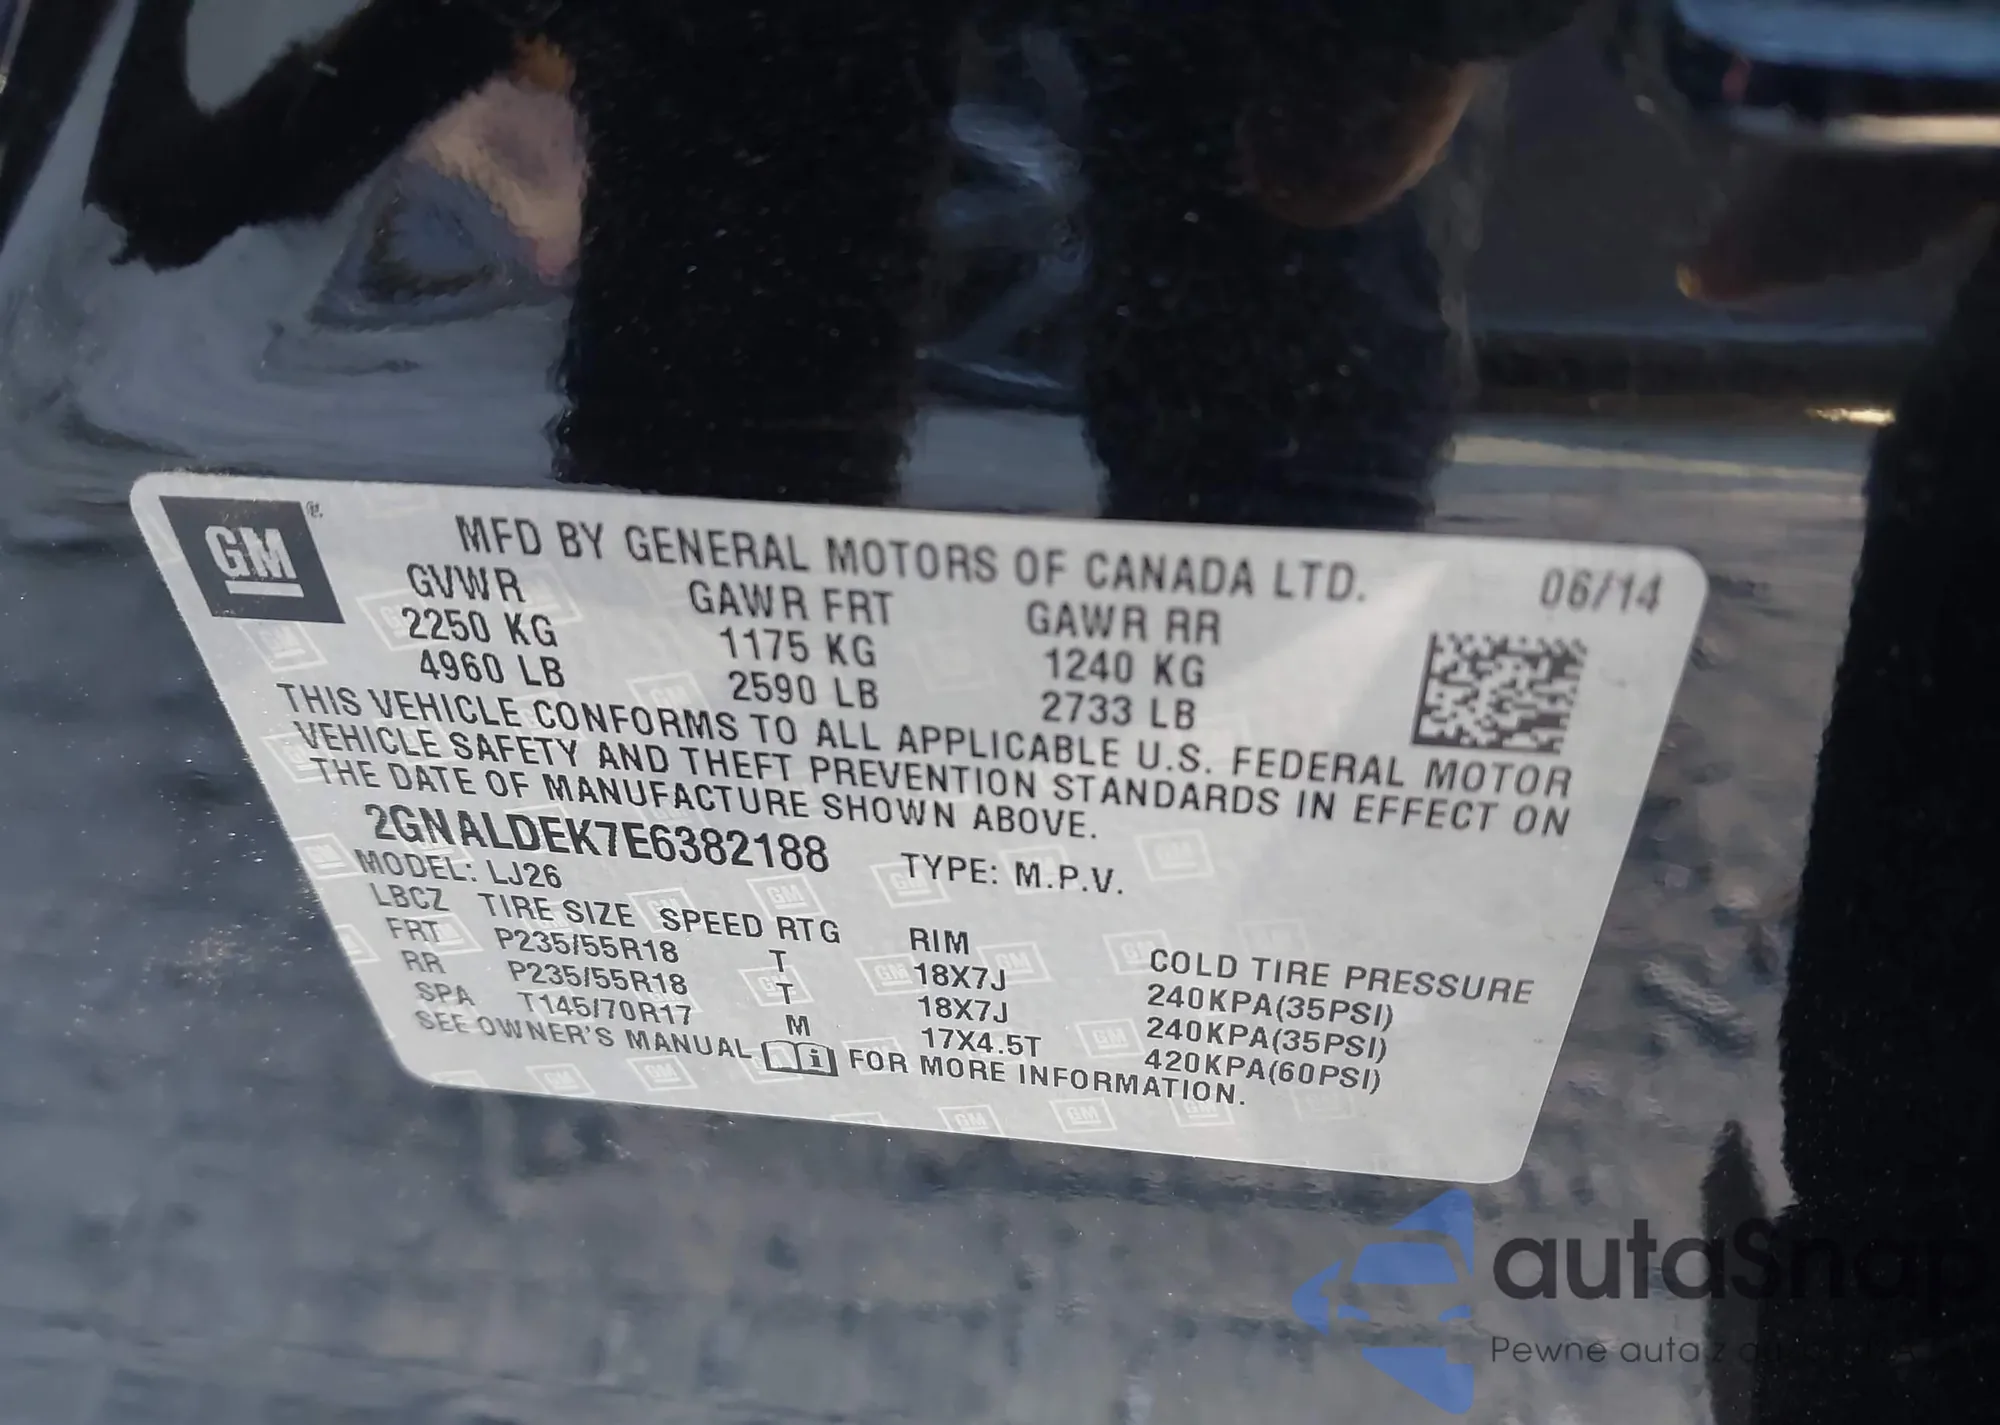 GM
MFD BY GENERAL MOTORS OF CANADA LTD.
06/14
GVWR GAWR FRT GAWR RR
2250 KG 1175 KG 1240 KG
4960 LB 2590 LB 2733 LB
THIS VEHICLE CONFORMS TO ALL APPLICABLE U.S. FEDERAL MOTOR
VEHICLE SAFETY AND THEFT PREVENTION STANDARDS IN EFFECT ON
THE DATE OF MANUFACTURE SHOWN ABOVE.
2GNALDEK7E6382188 TYPE: M.P.V.
MODEL: LJ26
LBCZ TIRE SIZE SPEED RTG RIM COLD TIRE PRESSURE
FRT P235/55R18 T 18X7J 240KPA(35PSI)
RR P235/55R18 T 18X7J 240KPA(35PSI)
SPA T145/70R17 M 17X4.5T 420KPA(60PSI)
SEE OWNER'S MANUAL FOR MORE INFORMATION.
autaSnap
Pewne auta z